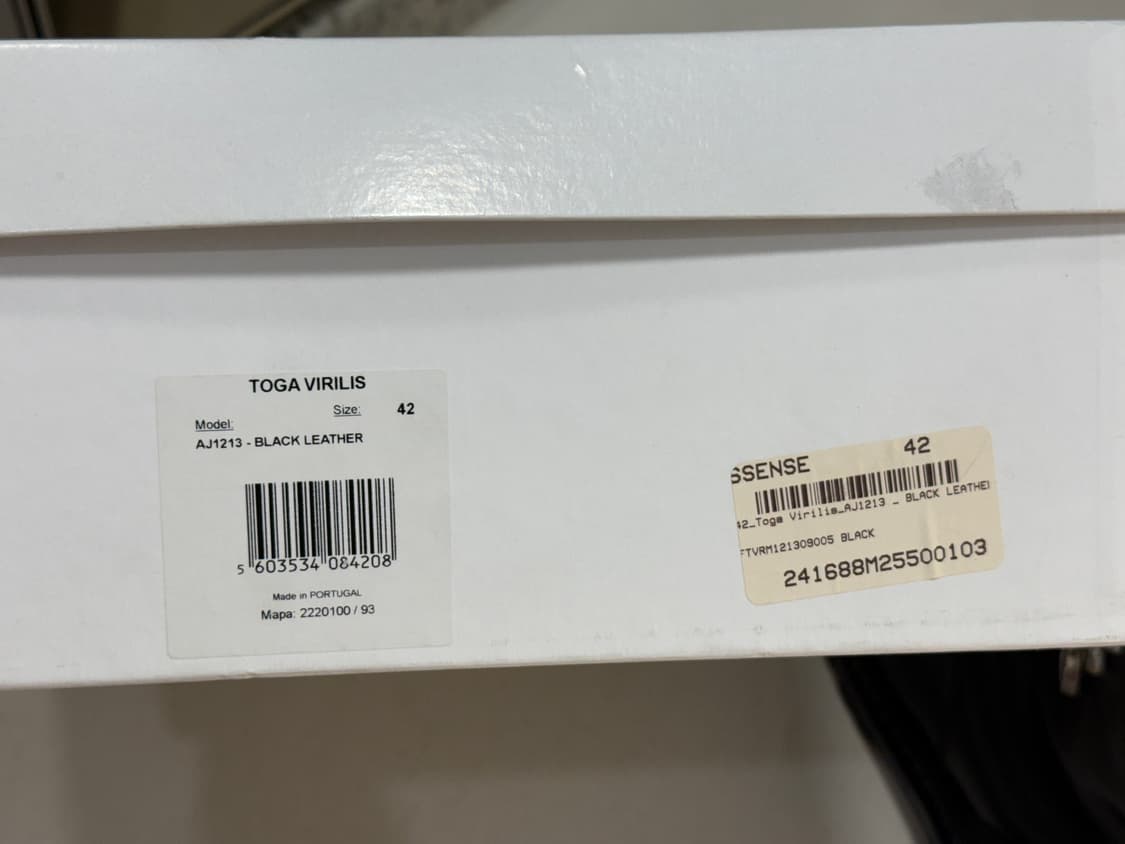 TOGA VIRILIS
Size: 42
Model:
AJ1213 - BLACK LEATHER
5 603534 084208
Made in PORTUGAL
Mapa: 2220100 / 93
SSENSE 42
42_Toga Virilis_AJ1213 _ BLACK LEATHE
FTVRM121309005 BLACK
241688M25500103